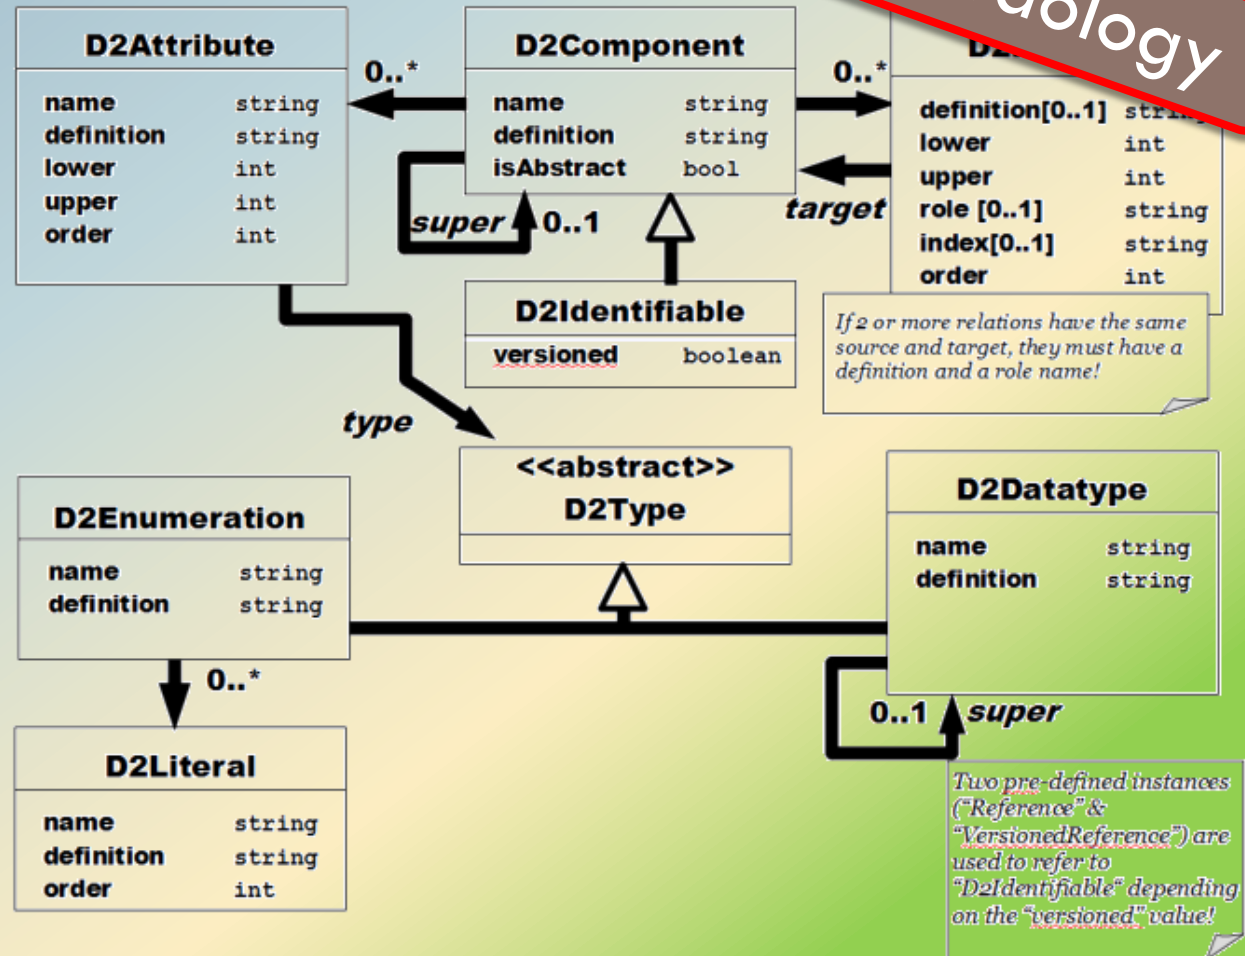 D2Attribute
name string
definition string
lower int
upper int
order int
0..*
D2Component
name string
definition string
isAbstract bool
super 0..1
0..*
target
definition[0..1]
lower int
upper int
role [0..1] string
index[0..1] string
order int
D2Identifiable
versioned boolean
If 2 or more relations have the same
source and target, they must have a
definition and a role name!
type
<<abstract>>
D2Type
D2Enumeration
name string
definition string
0..*
D2Datatype
name string
definition string
0..1 super
D2Literal
name string
definition string
order int
Two pre-defined instances
("Reference" &
"VersionedReference") are
used to refer to
"D2Identifiable" depending
on the "versioned" value!